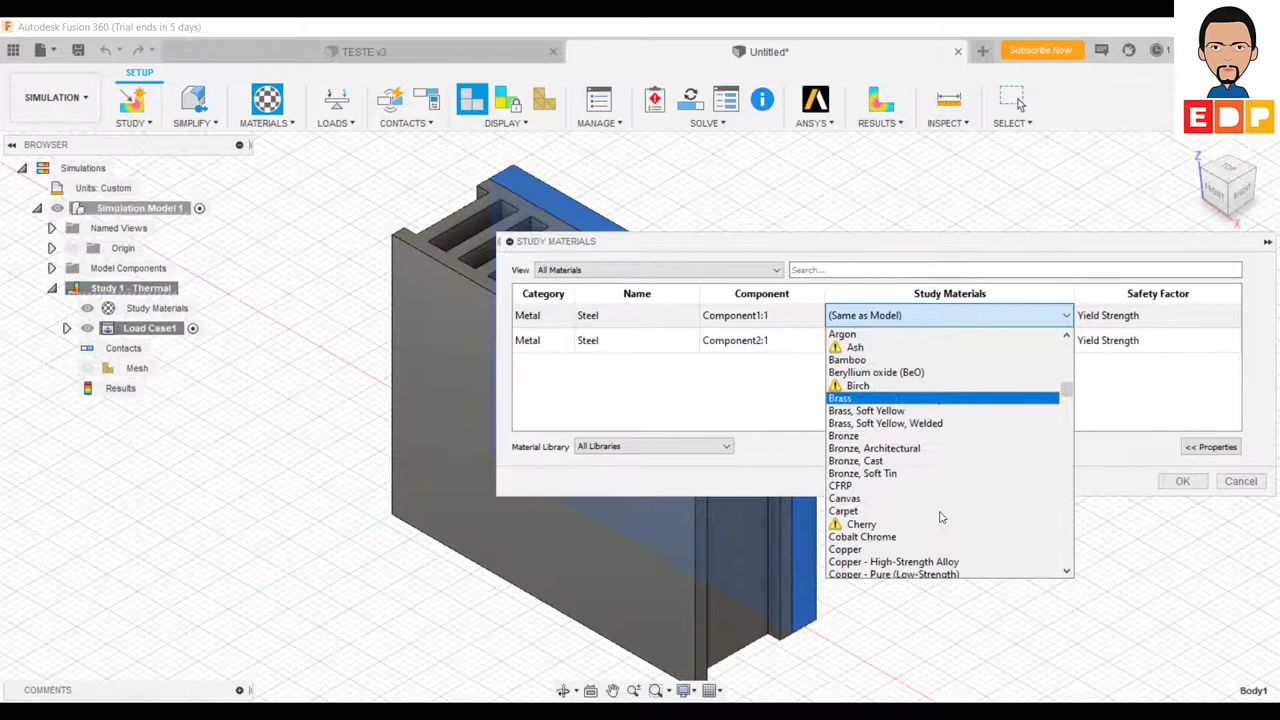 Autodesk Fusion 360 (Trial ends in 5 days)
TESTE v3
Untitled*
Subscribe Now
1
SETUP
SIMULATION
STUDY
SIMPLIFY
MATERIALS
LOADS
CONTACTS
DISPLAY
MANAGE
SOLVE
ANSYS
RESULTS
INSPECT
SELECT
EDP
BROWSER
Simulations
Units: Custom
Simulation Model 1
Named Views
Origin
Model Components
Study 1 - Thermal
Study Materials
Load Case1
Contacts
Mesh
Results
Z
TOP
FRONT
RIGHT
X
STUDY MATERIALS
View All Materials Search...
Category Name Component Study Materials Safety Factor
Metal Steel Component1:1 (Same as Model) Yield Strength
Metal Steel Component2:1 Yield Strength
Argon
Ash
Bamboo
Beryllium oxide (BeO)
Birch
Brass
Brass, Soft Yellow
Brass, Soft Yellow, Welded
Bronze
Bronze, Architectural
Bronze, Cast
Bronze, Soft Tin
CFRP
Canvas
Carpet
Cherry
Cobalt Chrome
Copper
Copper - High-Strength Alloy
Copper - Pure (Low-Strength)
Material Library All Libraries
<< Properties
OK Cancel
COMMENTS
Body1